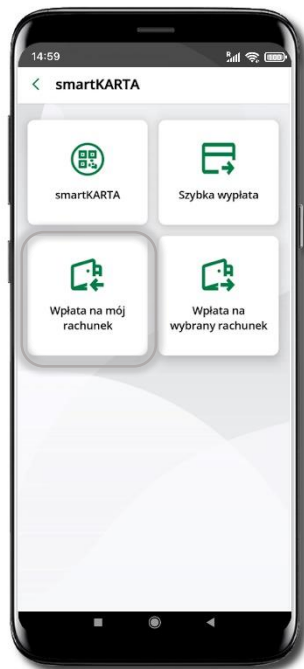 14:59
smartKARTA
smartKARTA
Szybka wypłata
Wpłata na mój
rachunek
Wpłata na
wybrany rachunek